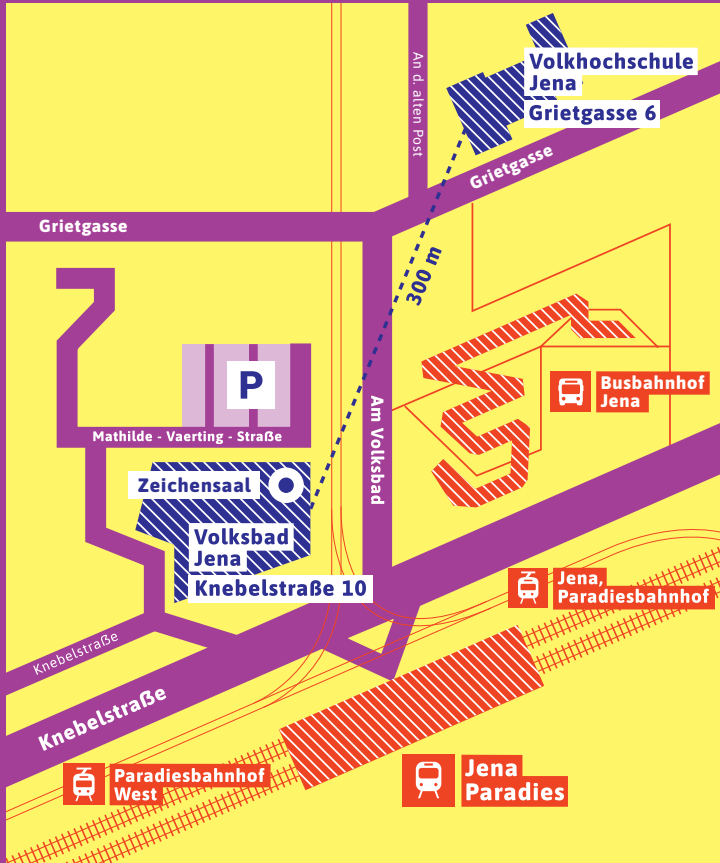 An d. alten Post
Volkhochschule
Jena
Grietgasse 6
Grietgasse
Grietgasse
300 m
P
Busbahnhof
Jena
Am Volksbad
Mathilde - Vaerting - Straße
Zeichensaal
Volksbad
Jena
Knebelstraße 10
Jena,
Paradiesbahnhof
Knebelstraße
Knebelstraße
Paradiesbahnhof
West
Jena
Paradies